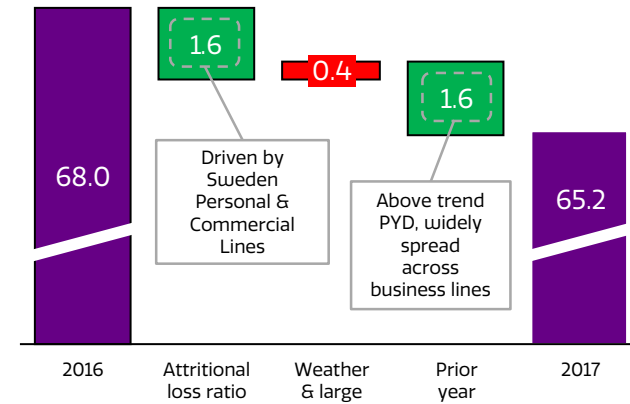 1.6
0.4
1.6
68.0
65.2
Driven by
Sweden
Personal &
Commercial
Lines
Above trend
PYD, widely
spread
across
business lines
2016
Attritional
loss ratio
Weather
& large
Prior
year
2017